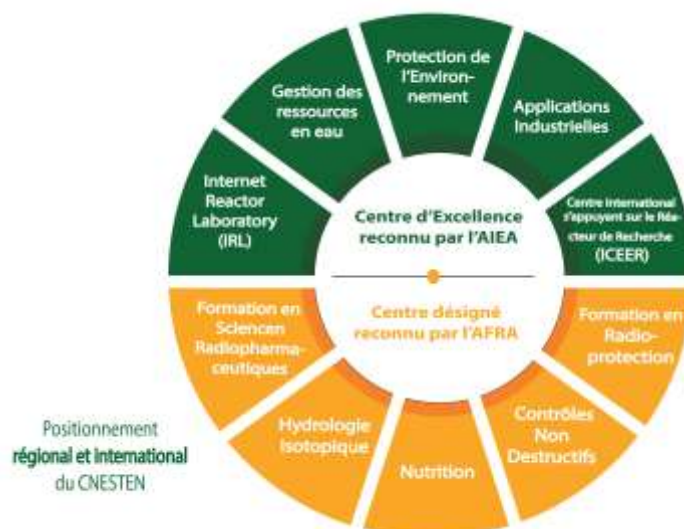 Protection de
l'Environ-
nement
Gestion des
ressources
en eau
Applications
Industrielles
Internet
Reactor
Laboratory
(IRL)
Centre International
s'appuyant sur le Réa-
cteur de Recherche
(ICEER)
Centre d'Excellence
reconnu par l'AIEA
Centre désigné
reconnu par l'AFRA
Formation en
Sciencen
Radiopharma-
ceutiques
Formation en
Radio-
protection
Hydrologie
Isotopique
Nutrition
Contrôles
Non
Destructifs
Positionnement
régional et international
du CNESTEN